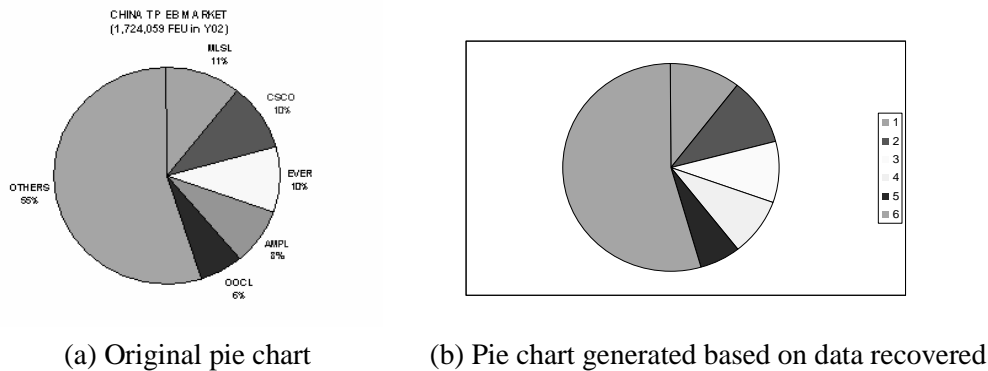 CHINA TP EB MARKET
(1,724,059 FEU in Y02)
MLSL
11%
CSCO
10%
EVER
10%
AMPL
8%
OOCL
6%
OTHERS
55%
1
2
3
4
5
6
(a) Original pie chart
(b) Pie chart generated based on data recovered